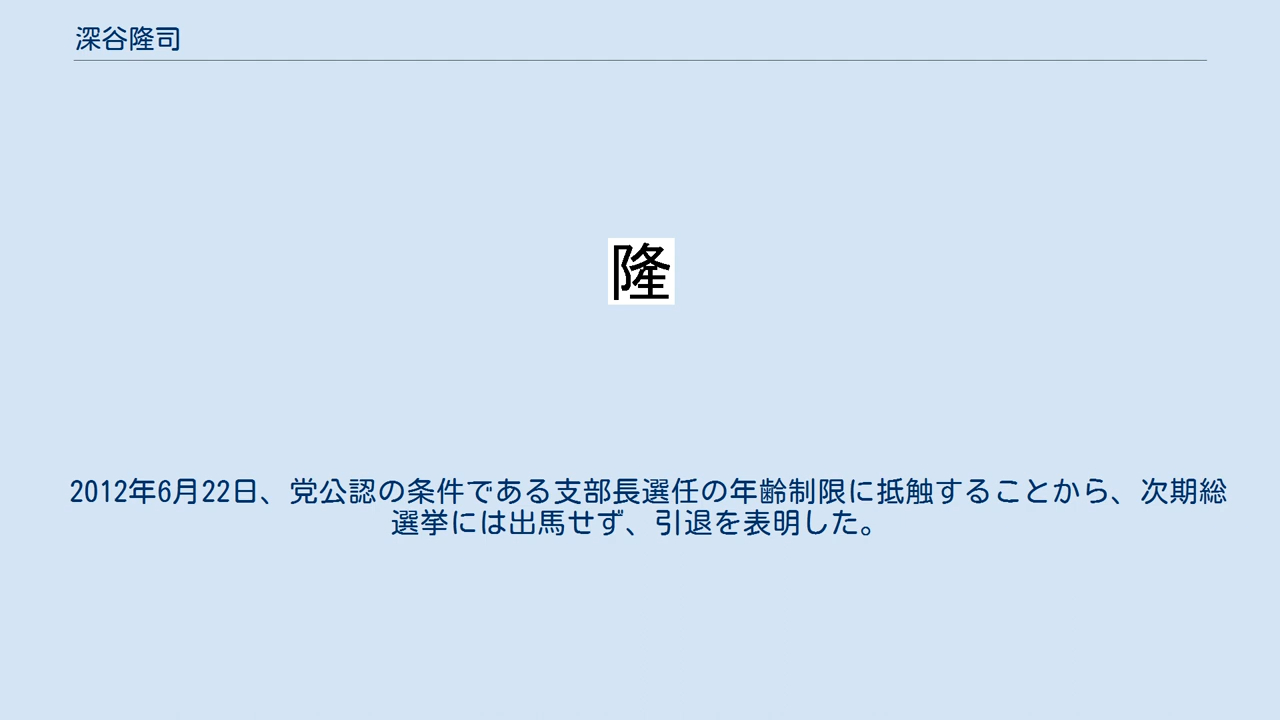 深谷隆司
隆
2012年6月22日、党公認の条件である支部長選任の年齢制限に抵触することから、次期総
選挙には出馬せず、引退を表明した。